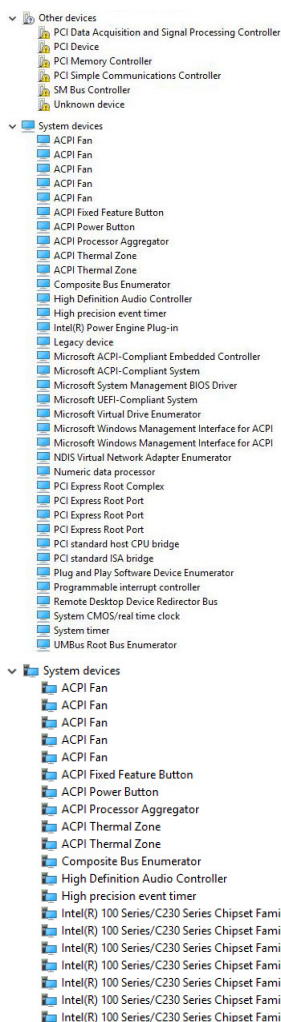 Other devices
PCI Data Acquisition and Signal Processing Controller
PCI Device
PCI Memory Controller
PCI Simple Communications Controller
SM Bus Controller
Unknown device
System devices
ACPI Fan
ACPI Fan
ACPI Fan
ACPI Fan
ACPI Fan
ACPI Fixed Feature Button
ACPI Power Button
ACPI Processor Aggregator
ACPI Thermal Zone
ACPI Thermal Zone
Composite Bus Enumerator
High Definition Audio Controller
High precision event timer
Intel(R) Power Engine Plug-in
Legacy device
Microsoft ACPI-Compliant Embedded Controller
Microsoft ACPI-Compliant System
Microsoft System Management BIOS Driver
Microsoft UEFI-Compliant System
Microsoft Virtual Drive Enumerator
Microsoft Windows Management Interface for ACPI
Microsoft Windows Management Interface for ACPI
NDIS Virtual Network Adapter Enumerator
Numeric data processor
PCI Express Root Complex
PCI Express Root Port
PCI Express Root Port
PCI Express Root Port
PCI standard host CPU bridge
PCI standard ISA bridge
Plug and Play Software Device Enumerator
Programmable interrupt controller
Remote Desktop Device Redirector Bus
System CMOS/real time clock
System timer
UMBus Root Bus Enumerator
System devices
ACPI Fan
ACPI Fan
ACPI Fan
ACPI Fan
ACPI Fan
ACPI Fixed Feature Button
ACPI Power Button
ACPI Processor Aggregator
ACPI Thermal Zone
ACPI Thermal Zone
Composite Bus Enumerator
High Definition Audio Controller
High precision event timer
Intel(R) 100 Series/C230 Series Chipset Fami
Intel(R) 100 Series/C230 Series Chipset Fami
Intel(R) 100 Series/C230 Series Chipset Fami
Intel(R) 100 Series/C230 Series Chipset Fami
Intel(R) 100 Series/C230 Series Chipset Fami
Intel(R) 100 Series/C230 Series Chipset Fami
Intel(R) 100 Series/C230 Series Chipset Fami